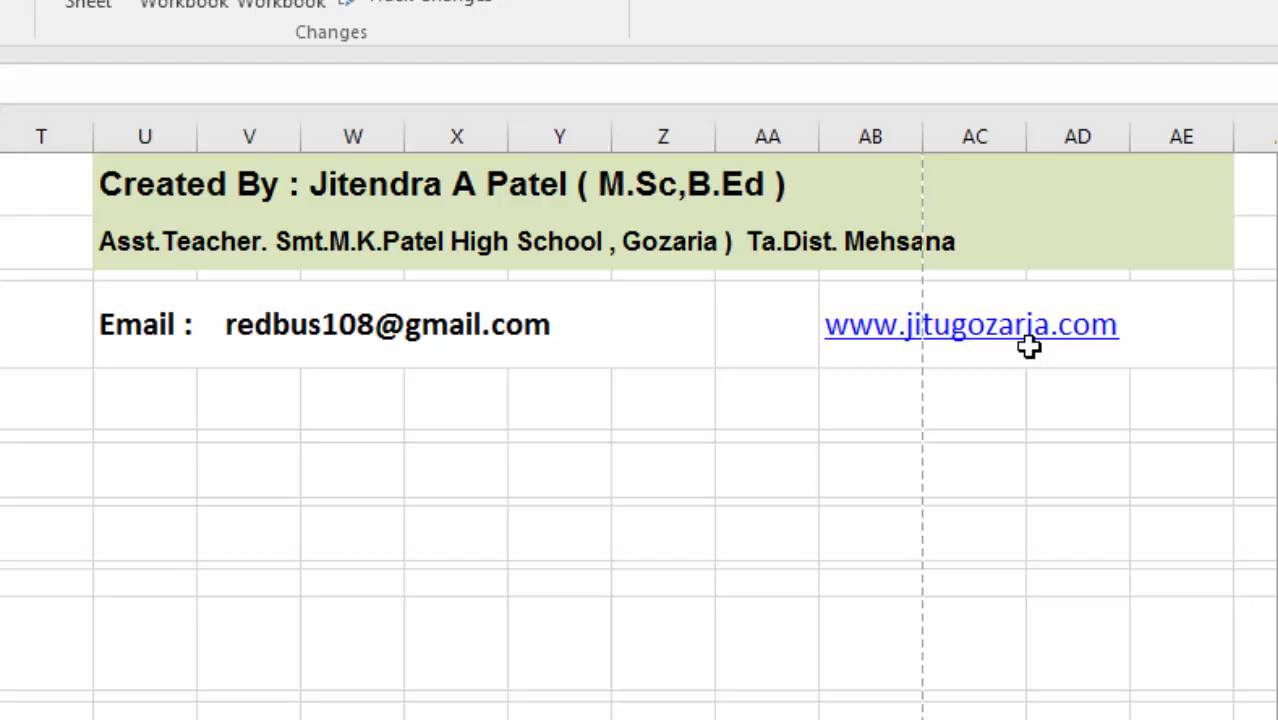 Sheet Workbook Workbook Track Changes
Changes
T U V W X Y Z AA AB AC AD AE
Created By : Jitendra A Patel ( M.Sc,B.Ed )
Asst.Teacher. Smt.M.K.Patel High School , Gozaria ) Ta.Dist. Mehsana
Email : redbus108@gmail.com www.jitugozaria.com